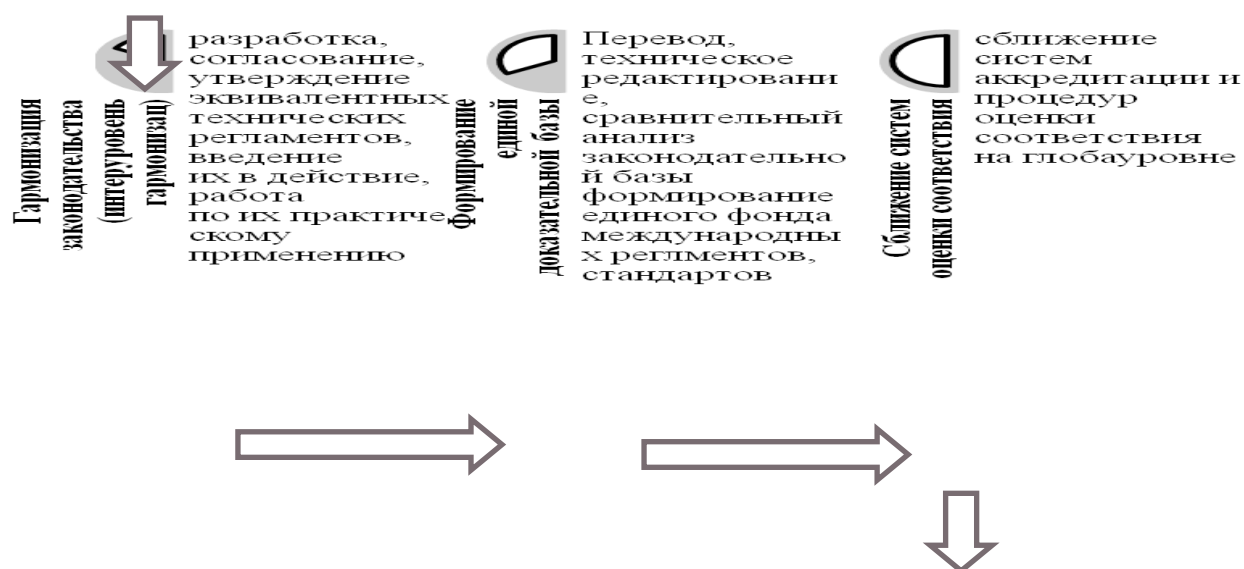 Гармонизация
законодательства
(интеруровень
гармонизац)
разработка,
согласование,
утверждение
эквивалентных
технических
регламентов,
введение
их в действие,
работа
по их практиче
скому
применению
Формирование
единой
доказательной базы
Перевод,
техническое
редактировани
е,
сравнительный
анализ
законодательно
й базы
формирование
единого фонда
международны
х реглментов,
стандартов
Сближение систем
оценки соответствия
сближение
систем
аккредитации и
процедур
оценки
соответствия
на глобауровне